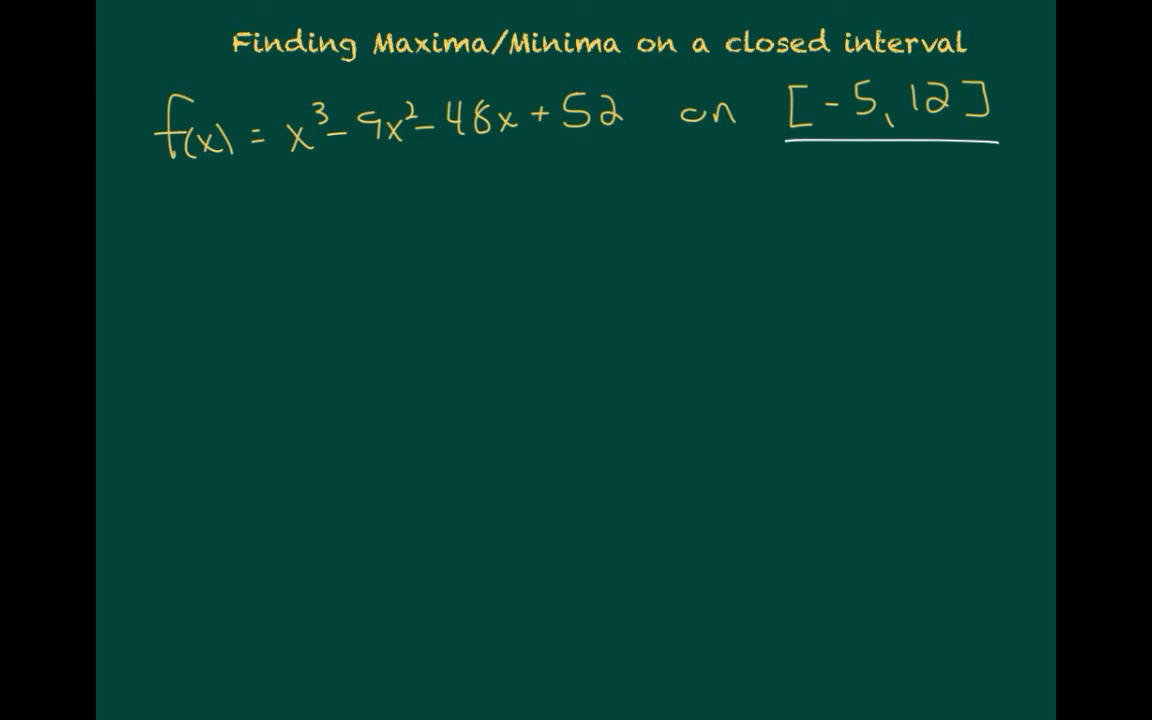 Finding Maxima/Minima on a closed interval
f(x) = x³ - 9x² - 48x + 52 on [-5, 12]